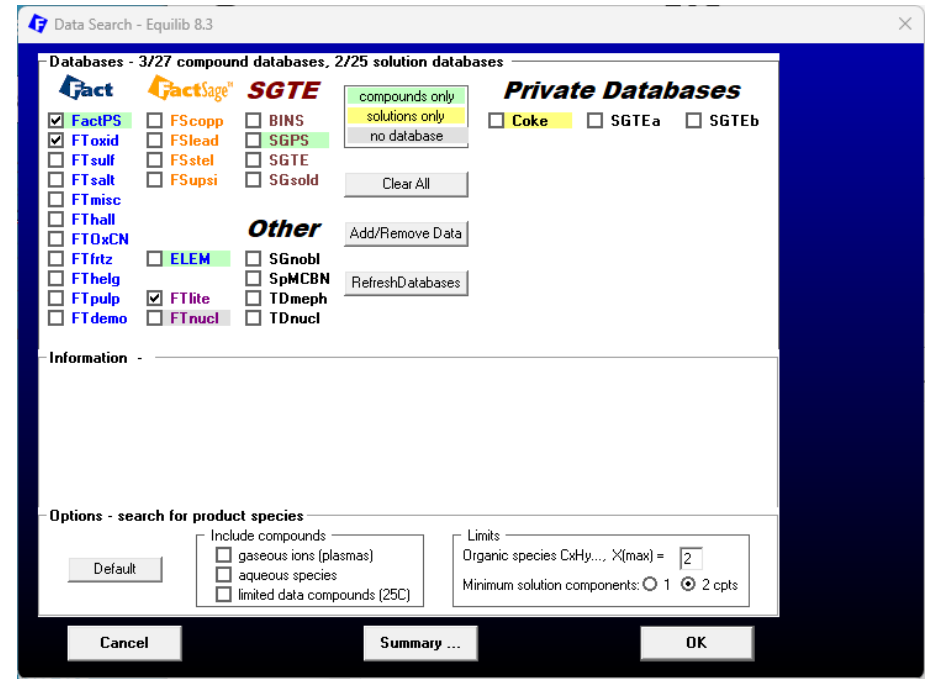 Data Search - Equilib 8.3
Databases - 3/27 compound databases, 2/25 solution databases
Fact
FactSage™
SGTE
compounds only
solutions only
no database
Private Databases
FactPS
FToxid
FTsulf
FTsalt
FTmisc
FThall
FTOxCN
FTfrtz
FThelg
FTpulp
FTdemo
FScopp
FSlead
FSstel
FSupsi
ELEM
FTlite
FTnucl
BINS
SGPS
SGTE
SGsold
Other
SGnobl
SpMCBN
TDmeph
TDnucl
Clear All
Add/Remove Data
RefreshDatabases
Coke
SGTEa
SGTEb
Information -
Options - search for product species
Default
Include compounds
gaseous ions (plasmas)
aqueous species
limited data compounds (25C)
Limits
Organic species CxHy..., X(max) = 2
Minimum solution components: 1 2 cpts
Cancel
Summary ...
OK